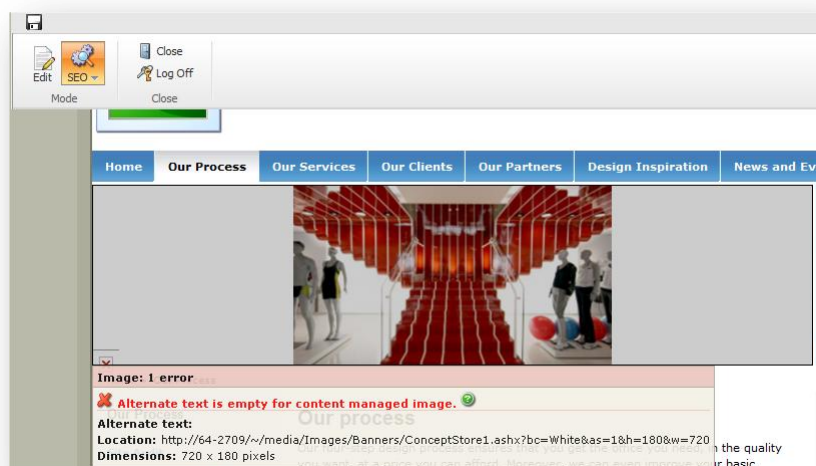 Edit
SEO
Close
Log Off
Mode
Close
Home
Our Process
Our Services
Our Clients
Our Partners
Design Inspiration
News and Ev
Image: 1 error
Alternate text is empty for content managed image.
Our Process
Our process
Alternate text:
Location: http://64-2709/~/media/Images/Banners/ConceptStore1.ashx?bc=White&as=1&h=180&w=720
Our four-step design process ensures that you get the office you need, in the quality
Dimensions: 720 x 180 pixels
you want, at a price you can afford. Moreover, we can even improve your basic